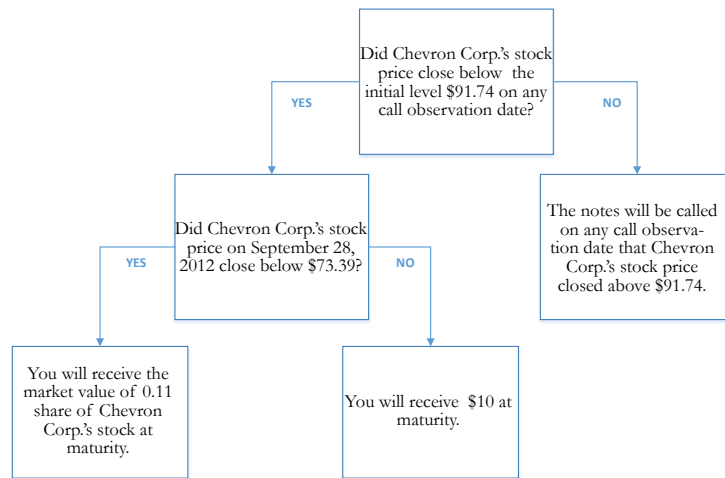 Did Chevron Corp.'s stock
price close below the
initial level $91.74 on any
call observation date?
YES
NO
Did Chevron Corp.'s stock
price on September 28,
2012 close below $73.39?
The notes will be called
on any call observa-
tion date that Chevron
Corp.'s stock price
closed above $91.74.
YES
NO
You will receive the
market value of 0.11
share of Chevron
Corp.'s stock at
maturity.
You will receive $10 at
maturity.